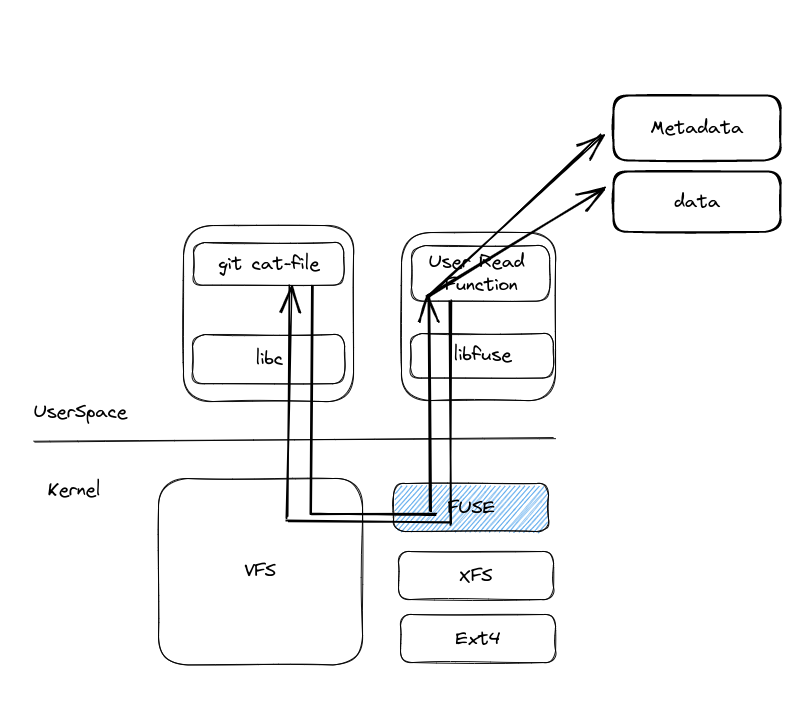 Metadata
data
git cat-file
User Read
Function
libc
libfuse
UserSpace
Kernel
FUSE
VFS
XFS
Ext4